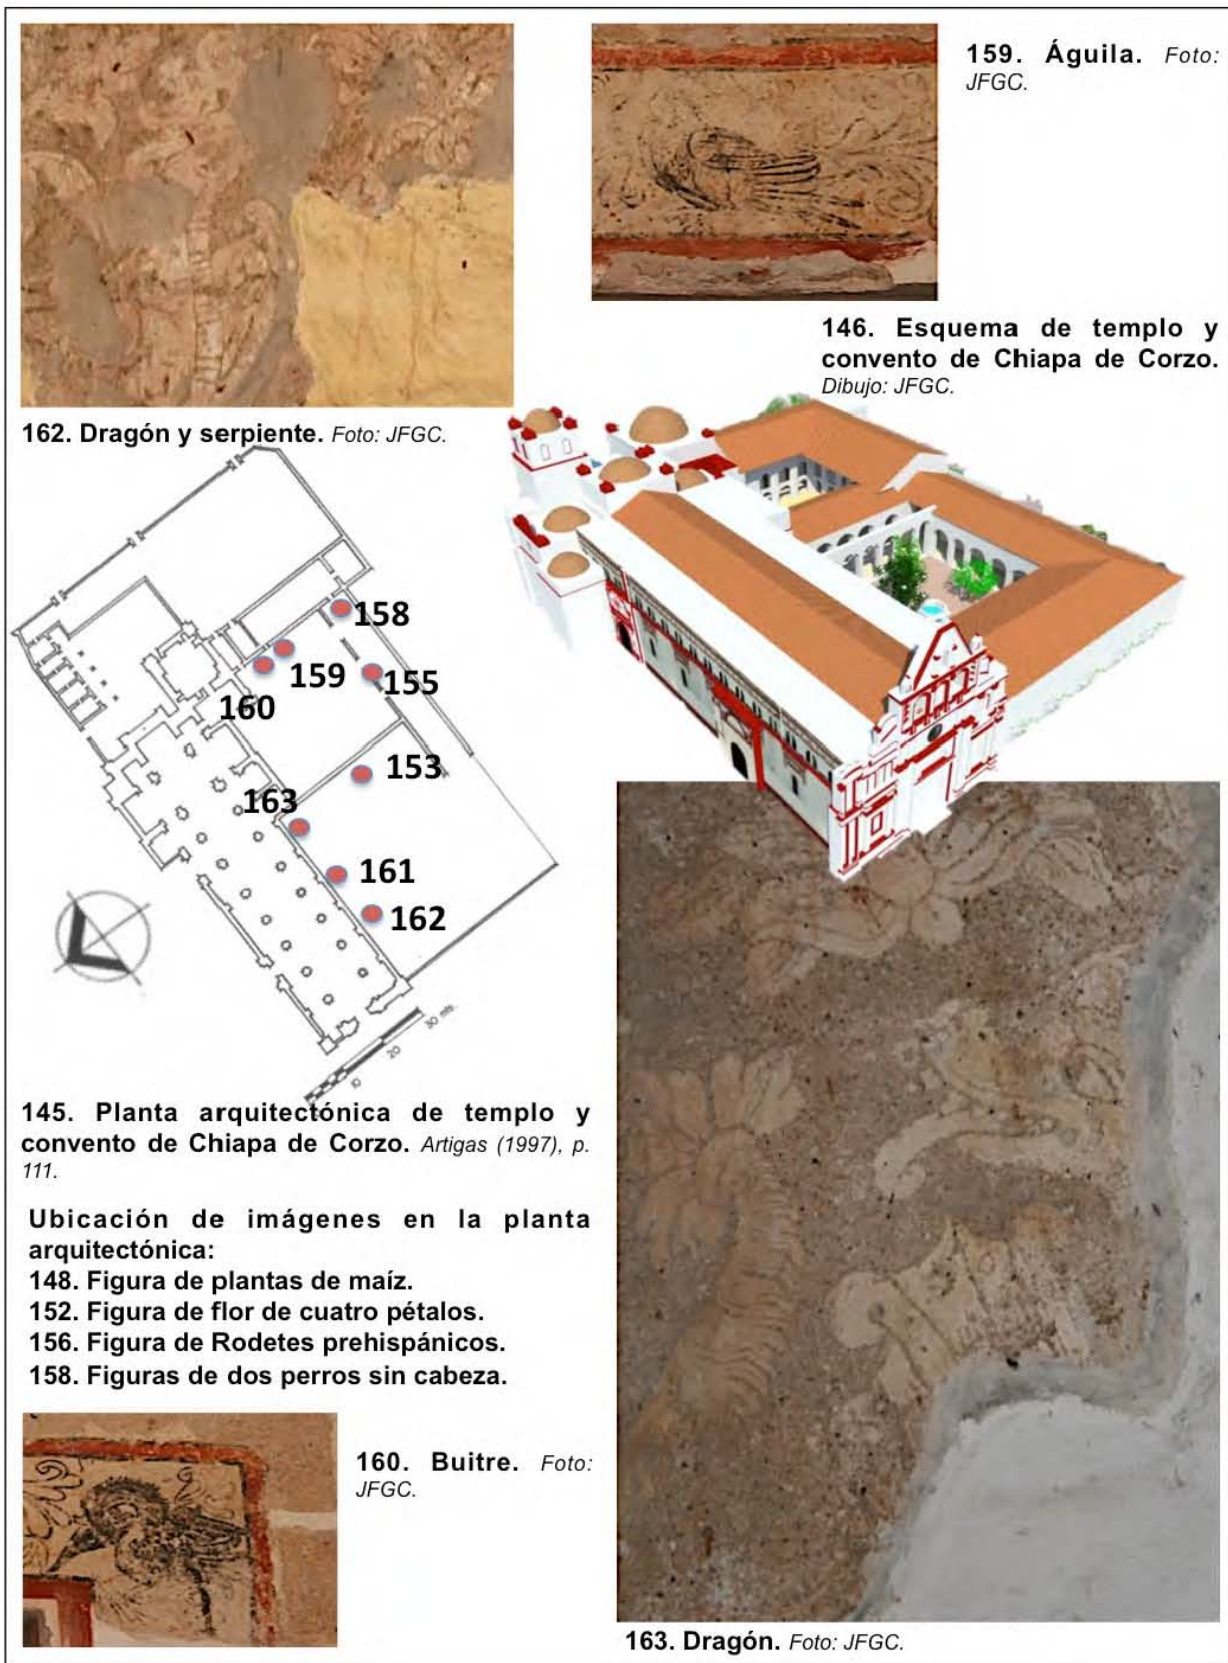 159. Águila. Foto:
JFGC.
146. Esquema de templo y
convento de Chiapa de Corzo.
Dibujo: JFGC.
162. Dragón y serpiente. Foto: JFGC.
158
159
155
160
153
163
161
162
0
20
30 mts.
145. Planta arquitectónica de templo y
convento de Chiapa de Corzo. Artigas (1997), p.
111.
Ubicación de imágenes en la planta
arquitectónica:
148. Figura de plantas de maíz.
152. Figura de flor de cuatro pétalos.
156. Figura de Rodetes prehispánicos.
158. Figuras de dos perros sin cabeza.
160. Buitre. Foto:
JFGC.
163. Dragón. Foto: JFGC.